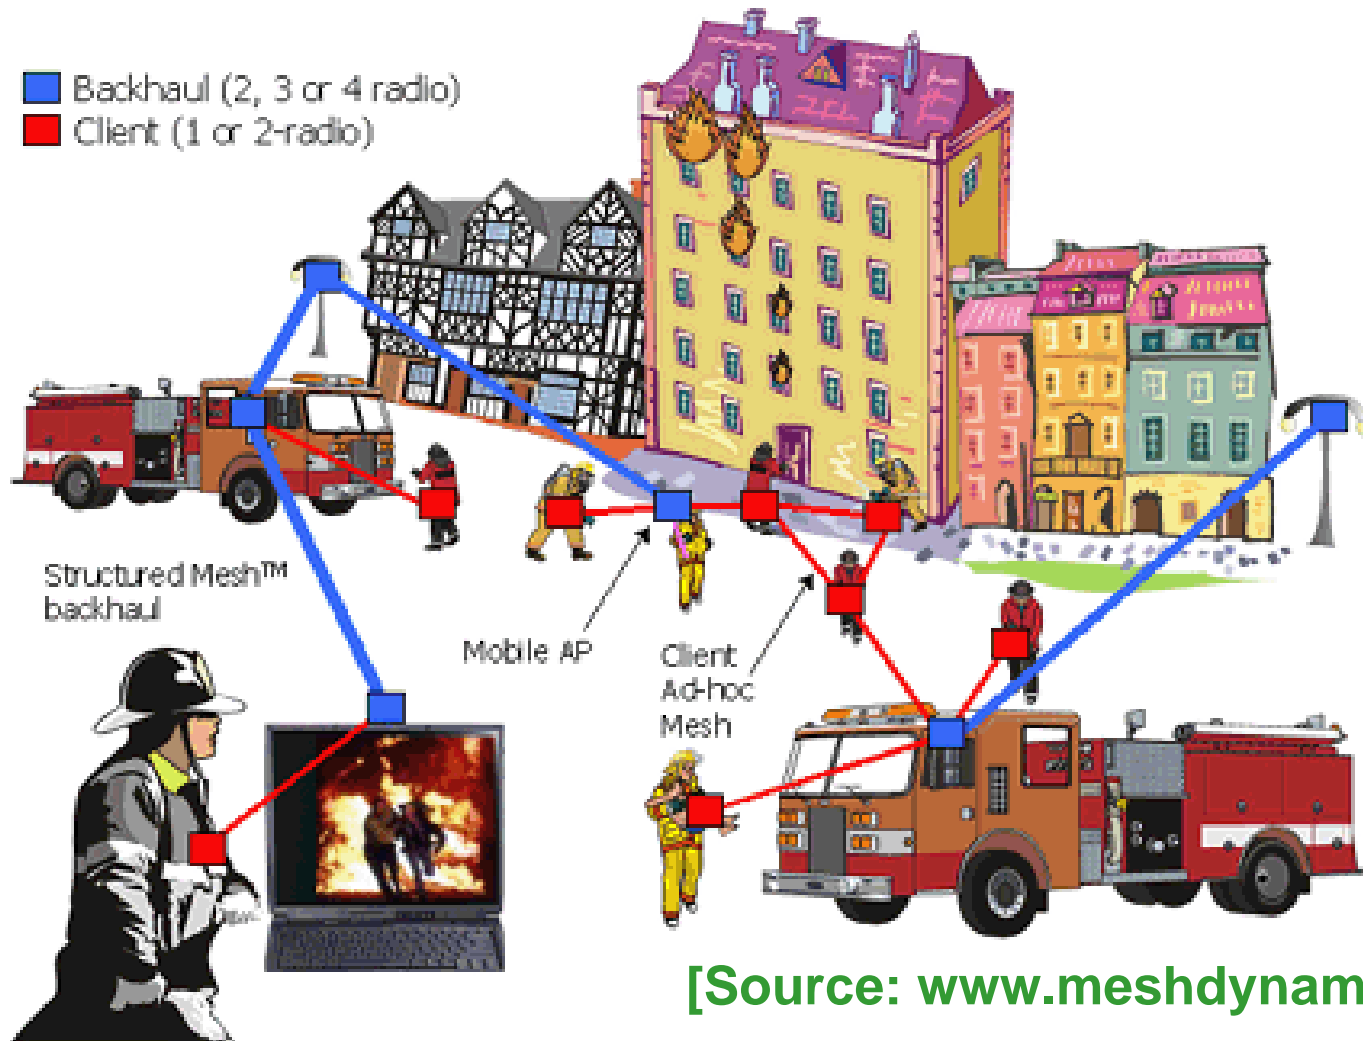 Backhaul (2, 3 or 4 radio)
Client (1 or 2-radio)
Structured Mesh™
backhaul
Mobile AP
Client
Ad-hoc
Mesh
[Source: www.meshdynam